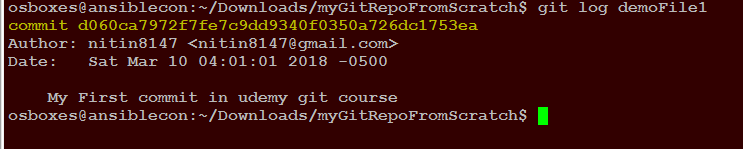 osboxes@ansiblecon:~/Downloads/myGitRepoFromScratch$ git log demoFile1
commit d060ca7972f7fe7c9dd9340f0350a726dc1753ea
Author: nitin8147 <nitin8147@gmail.com>
Date:   Sat Mar 10 04:01:01 2018 -0500

    My First commit in udemy git course
osboxes@ansiblecon:~/Downloads/myGitRepoFromScratch$